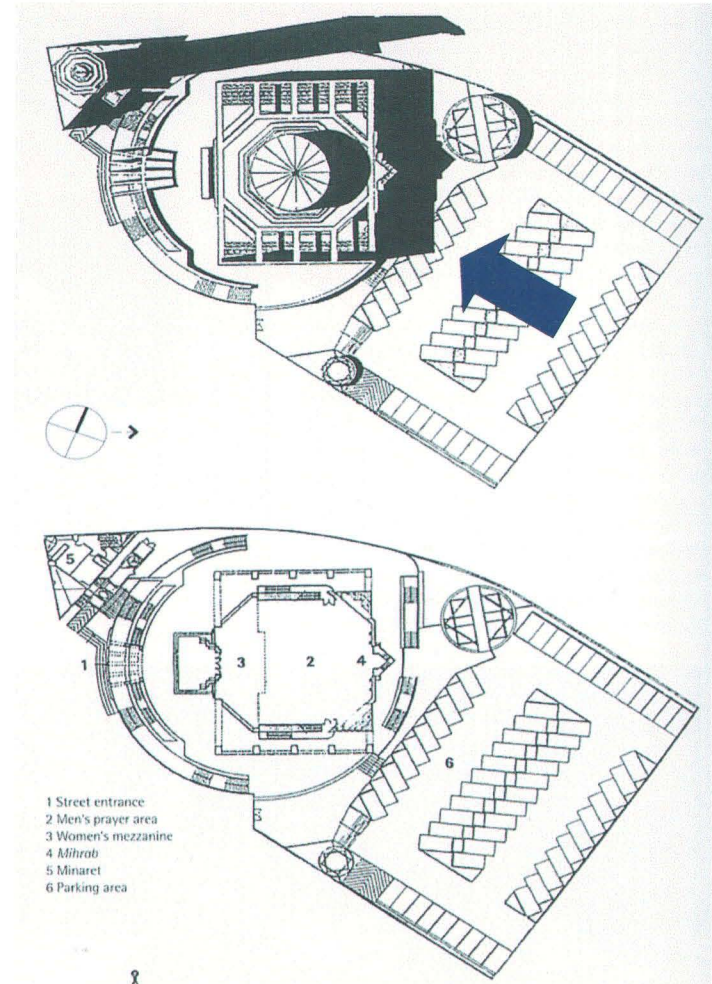 5
1
3
2
4
6
1 Street entrance
2 Men's prayer area
3 Women's mezzanine
4 Mihrab
5 Minaret
6 Parking area